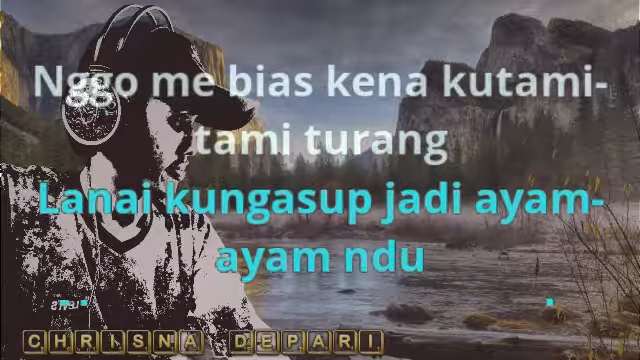 Nggo me bias kena kutami-
tami turang
Lanai kungasup jadi ayam-
ayam ndu
CHRISNA DEPARI